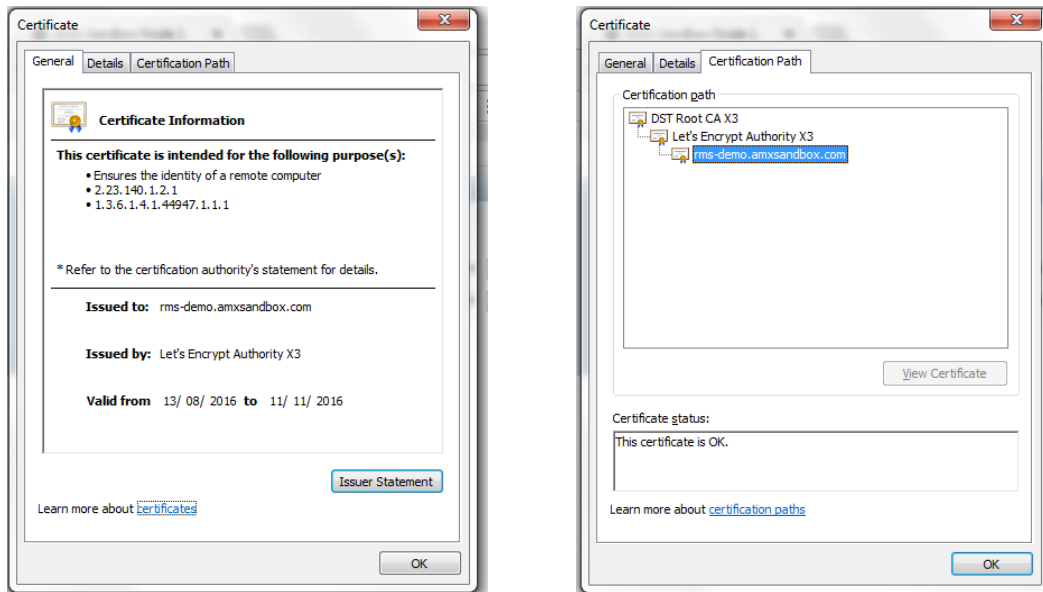 Certificate
General Details Certification Path
Certificate Information
This certificate is intended for the following purpose(s):
• Ensures the identity of a remote computer
• 2.23.140.1.2.1
• 1.3.6.1.4.1.44947.1.1.1
* Refer to the certification authority's statement for details.
Issued to: rms-demo.amxsandbox.com
Issued by: Let's Encrypt Authority X3
Valid from 13/ 08/ 2016 to 11/ 11/ 2016
Issuer Statement
Learn more about certificates
OK
Certificate
General Details Certification Path
Certification path
DST Root CA X3
Let's Encrypt Authority X3
rms-demo.amxsandbox.com
View Certificate
Certificate status:
This certificate is OK.
Learn more about certification paths
OK